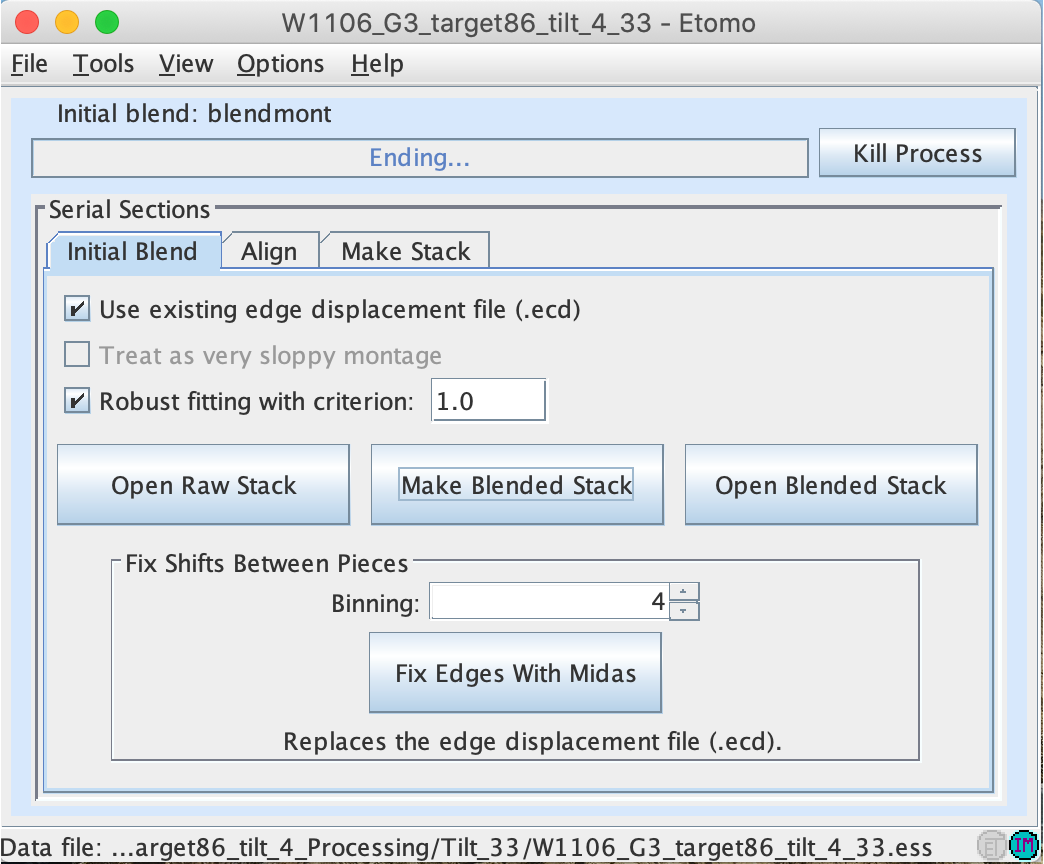 W1106_G3_target86_tilt_4_33 - Etomo
File Tools View Options Help
Initial blend: blendmont
Ending...
Kill Process
Serial Sections
Initial Blend Align Make Stack
Use existing edge displacement file (.ecd)
Treat as very sloppy montage
Robust fitting with criterion: 1.0
Open Raw Stack Make Blended Stack Open Blended Stack
Fix Shifts Between Pieces
Binning: 4
Fix Edges With Midas
Replaces the edge displacement file (.ecd).
Data file: ...arget86_tilt_4_Processing/Tilt_33/W1106_G3_target86_tilt_4_33.ess ET IM